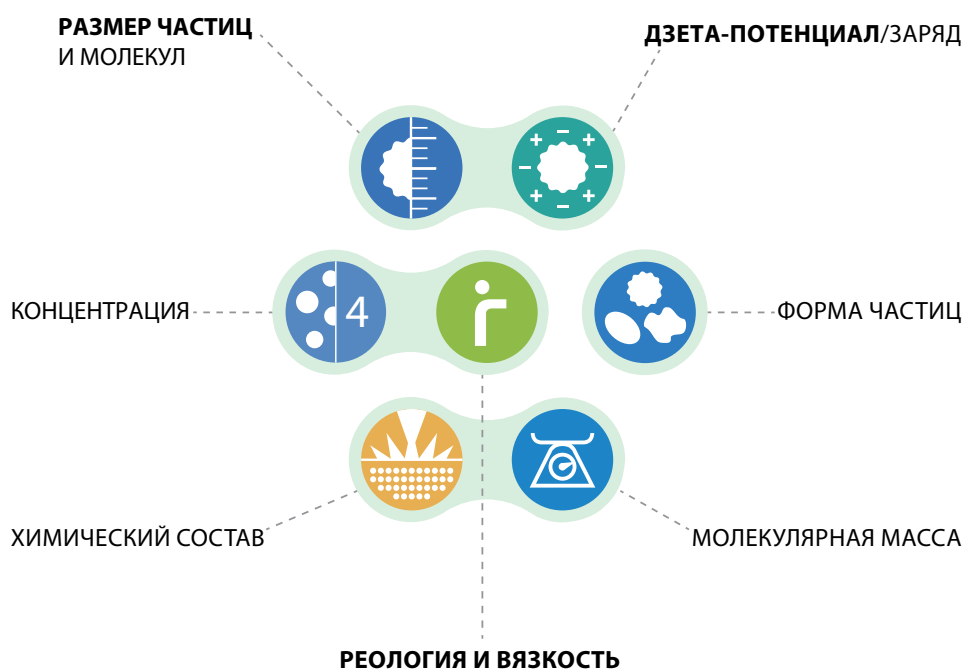 РАЗМЕР ЧАСТИЦ
И МОЛЕКУЛ
ДЗЕТА-ПОТЕНЦИАЛ/ЗАРЯД
КОНЦЕНТРАЦИЯ
4
ФОРМА ЧАСТИЦ
ХИМИЧЕСКИЙ СОСТАВ
МОЛЕКУЛЯРНАЯ МАССА
РЕОЛОГИЯ И ВЯЗКОСТЬ